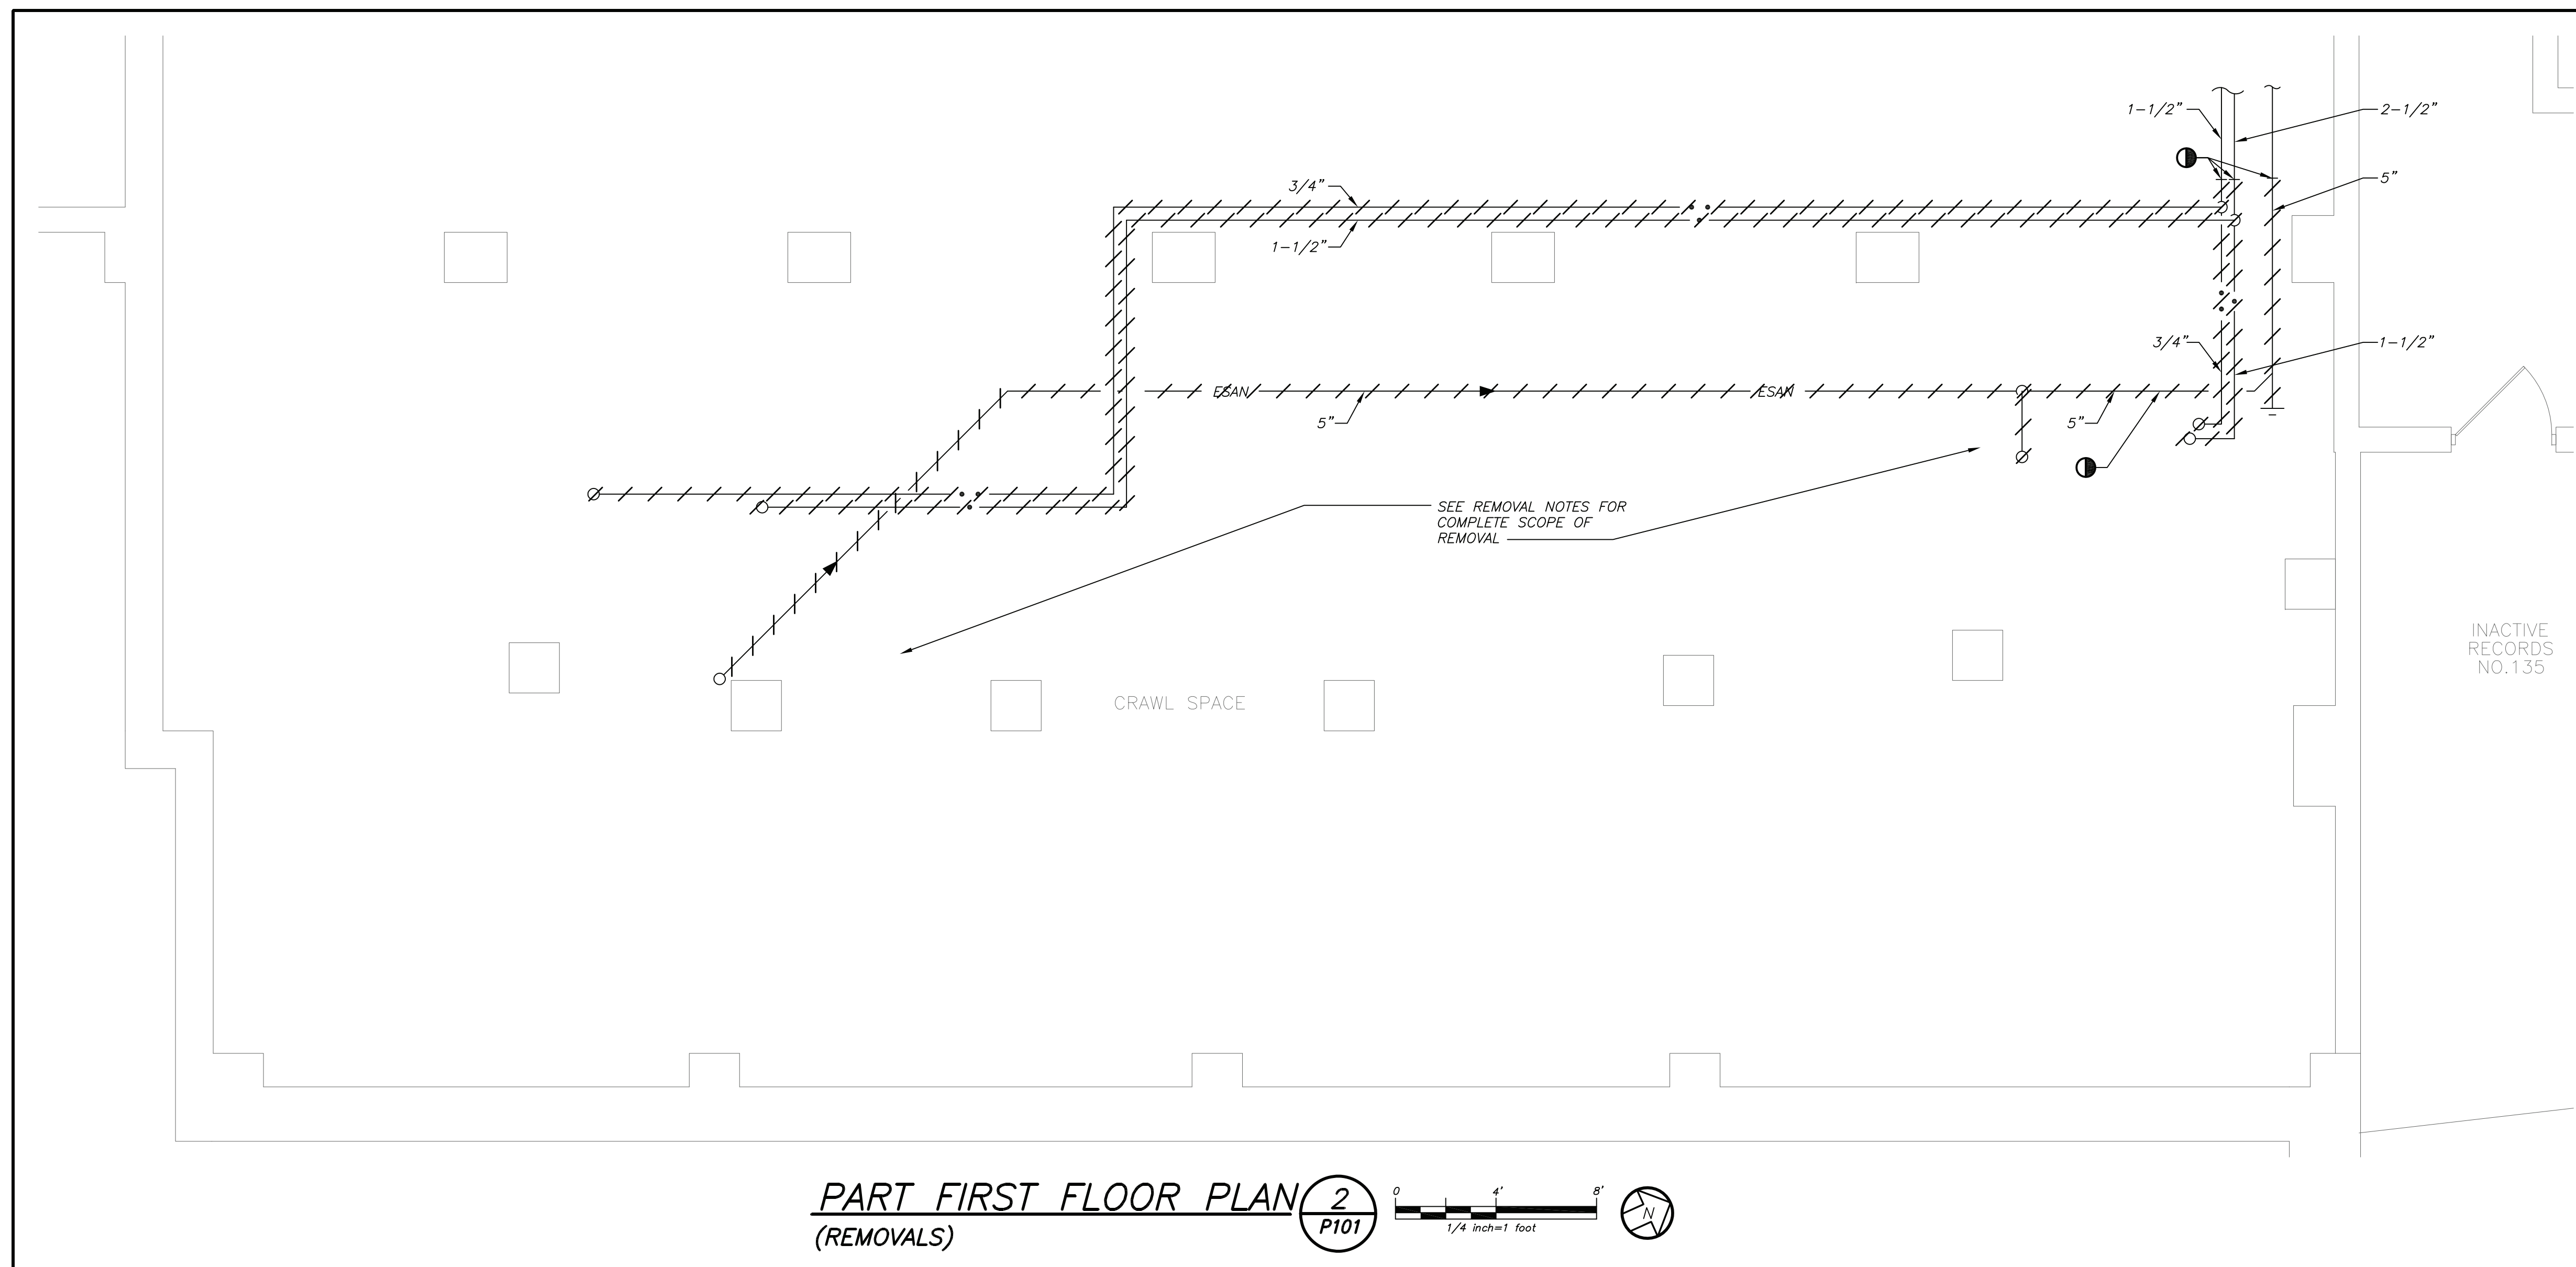 1-1/2"
2-1/2"
5"
3/4"
1-1/2"
3/4"
1-1/2"
ESAN
ESAN
5"
5"
SEE REMOVAL NOTES FOR
COMPLETE SCOPE OF
REMOVAL
INACTIVE
RECORDS
NO.135
CRAWL SPACE
PART FIRST FLOOR PLAN
(REMOVALS)
2
P101
0
4'
8'
1/4 inch=1 foot
N